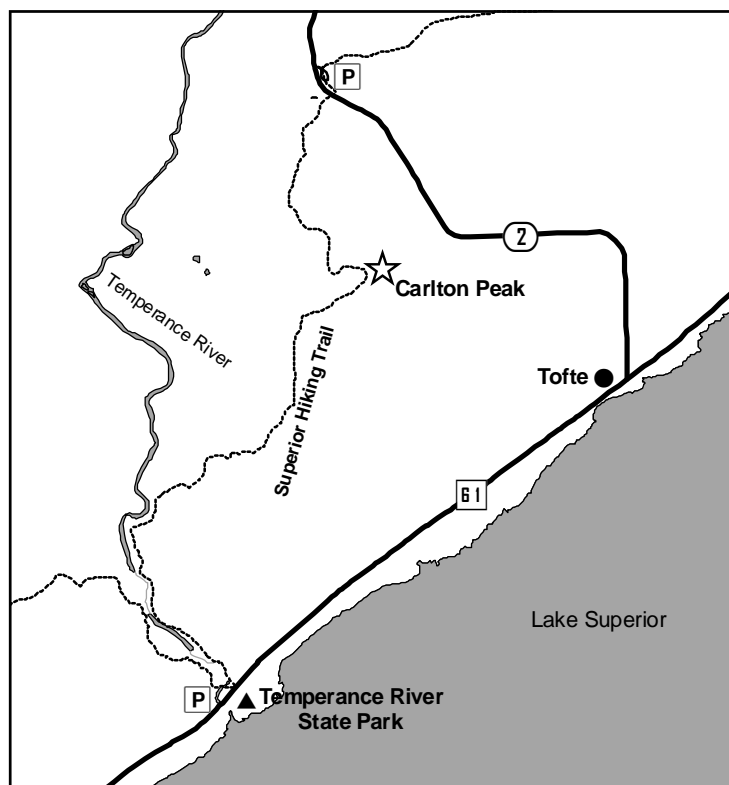 P
2
Carlton Peak
Temperance River
Superior Hiking Trail
Tofte
61
Lake Superior
P
Temperance River
State Park